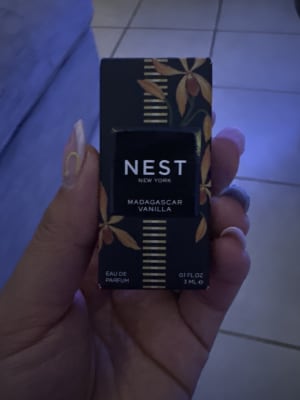 NEST
NEW YORK
MADAGASCAR
VANILLA
EAU DE
PARFUM
0.1 FL.OZ
3 ML e